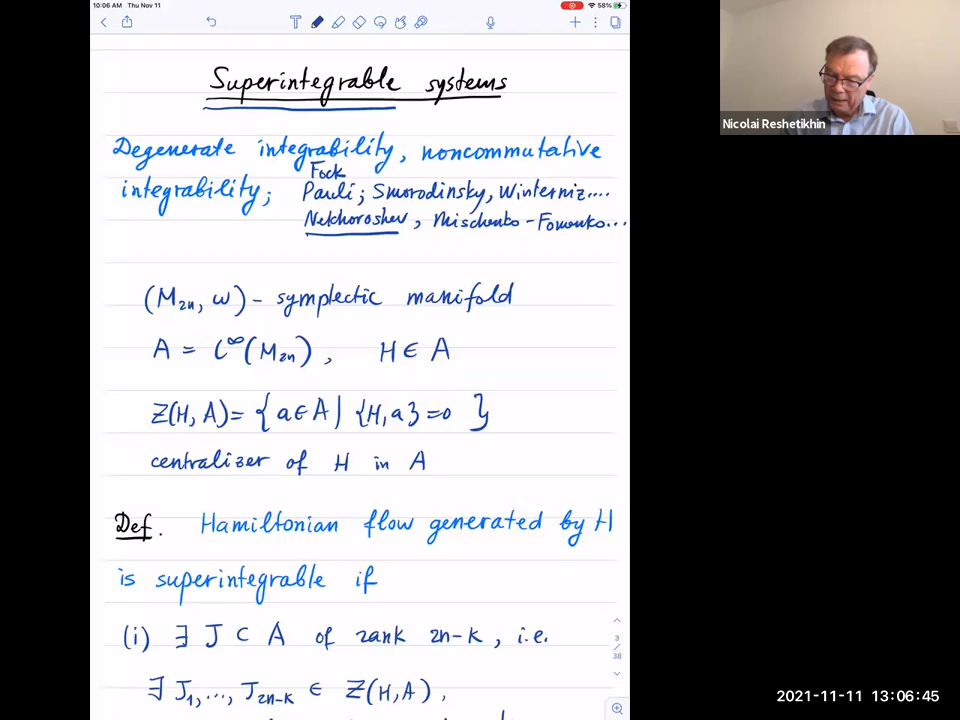 10:06 AM Thu Nov 11
58%
Superintegrable systems
Degenerate integrability, noncommutative
Fock
integrability; Pauli; Smorodinsky, Winterniz....
Nekhoroshev, Mischenko - Fomenko...
(M₂ₙ, ω) - symplectic manifold
A = C^∞(M₂ₙ), H ∈ A
Z(H, A) = { a ∈ A | {H, a} = 0 }
centralizer of H in A
Def. Hamiltonian flow generated by H
is superintegrable if
(i) ∃ J ⊂ A of rank 2n-k, i.e.
∃ J₁, ..., J₂ₙ₋ₖ ∈ Z(H, A),
3
/
38
Nicolai Reshetikhin
2021-11-11 13:06:45